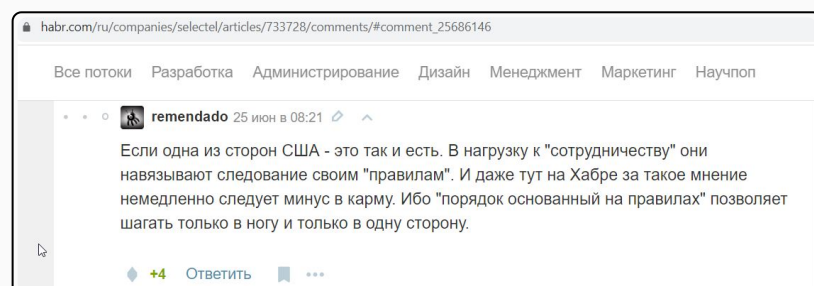 habr.com/ru/companies/selectel/articles/733728/comments/#comment_25686146
Все потоки Разработка Администрирование Дизайн Менеджмент Маркетинг Научпоп
remendado 25 июн в 08:21
Если одна из сторон США - это так и есть. В нагрузку к "сотрудничеству" они
навязывают следование своим "правилам". И даже тут на Хабре за такое мнение
немедленно следует минус в карму. Ибо "порядок основанный на правилах" позволяет
шагать только в ногу и только в одну сторону.
+4 Ответить